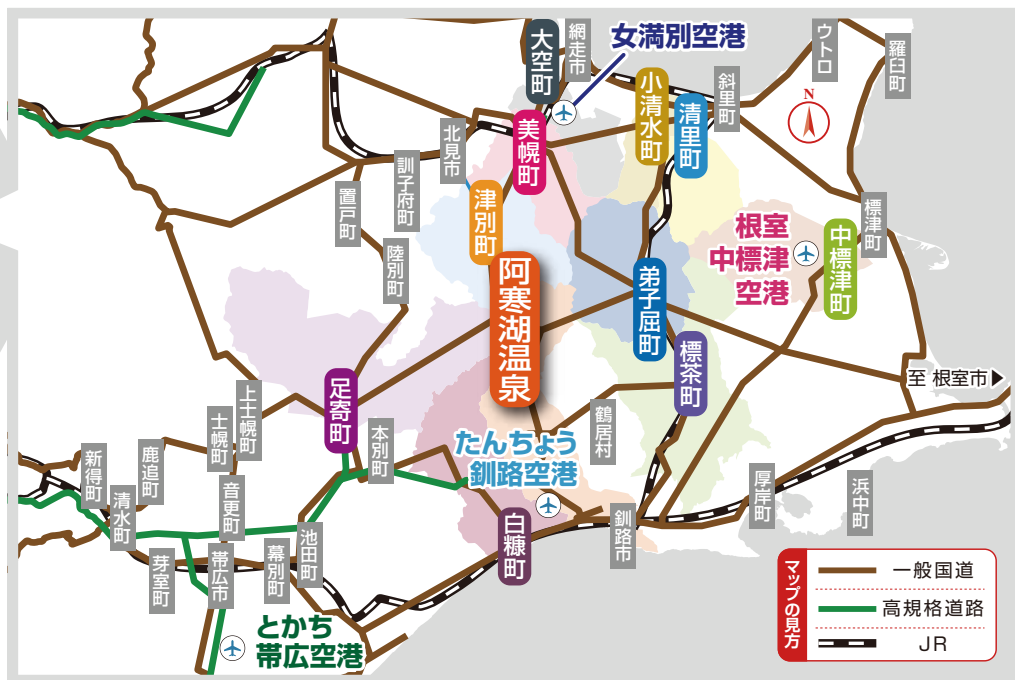 大空町
網走市
女満別空港
ウトロ
羅臼町
小清水町
清里町
斜里町
N
美幌町
北見市
訓子府町
置戸町
津別町
陸別町
根室
中標津
空港
中標津町
標津町
阿寒湖温泉
弟子屈町
標茶町
至 根室市▶
足寄町
上士幌町
士幌町
本別町
鶴居村
たんちょう
釧路空港
新得町
鹿追町
清水町
音更町
池田町
白糠町
釧路市
厚岸町
浜中町
芽室町
帯広市
幕別町
とかち
帯広空港
マップの見方
一般国道
高規格道路
JR